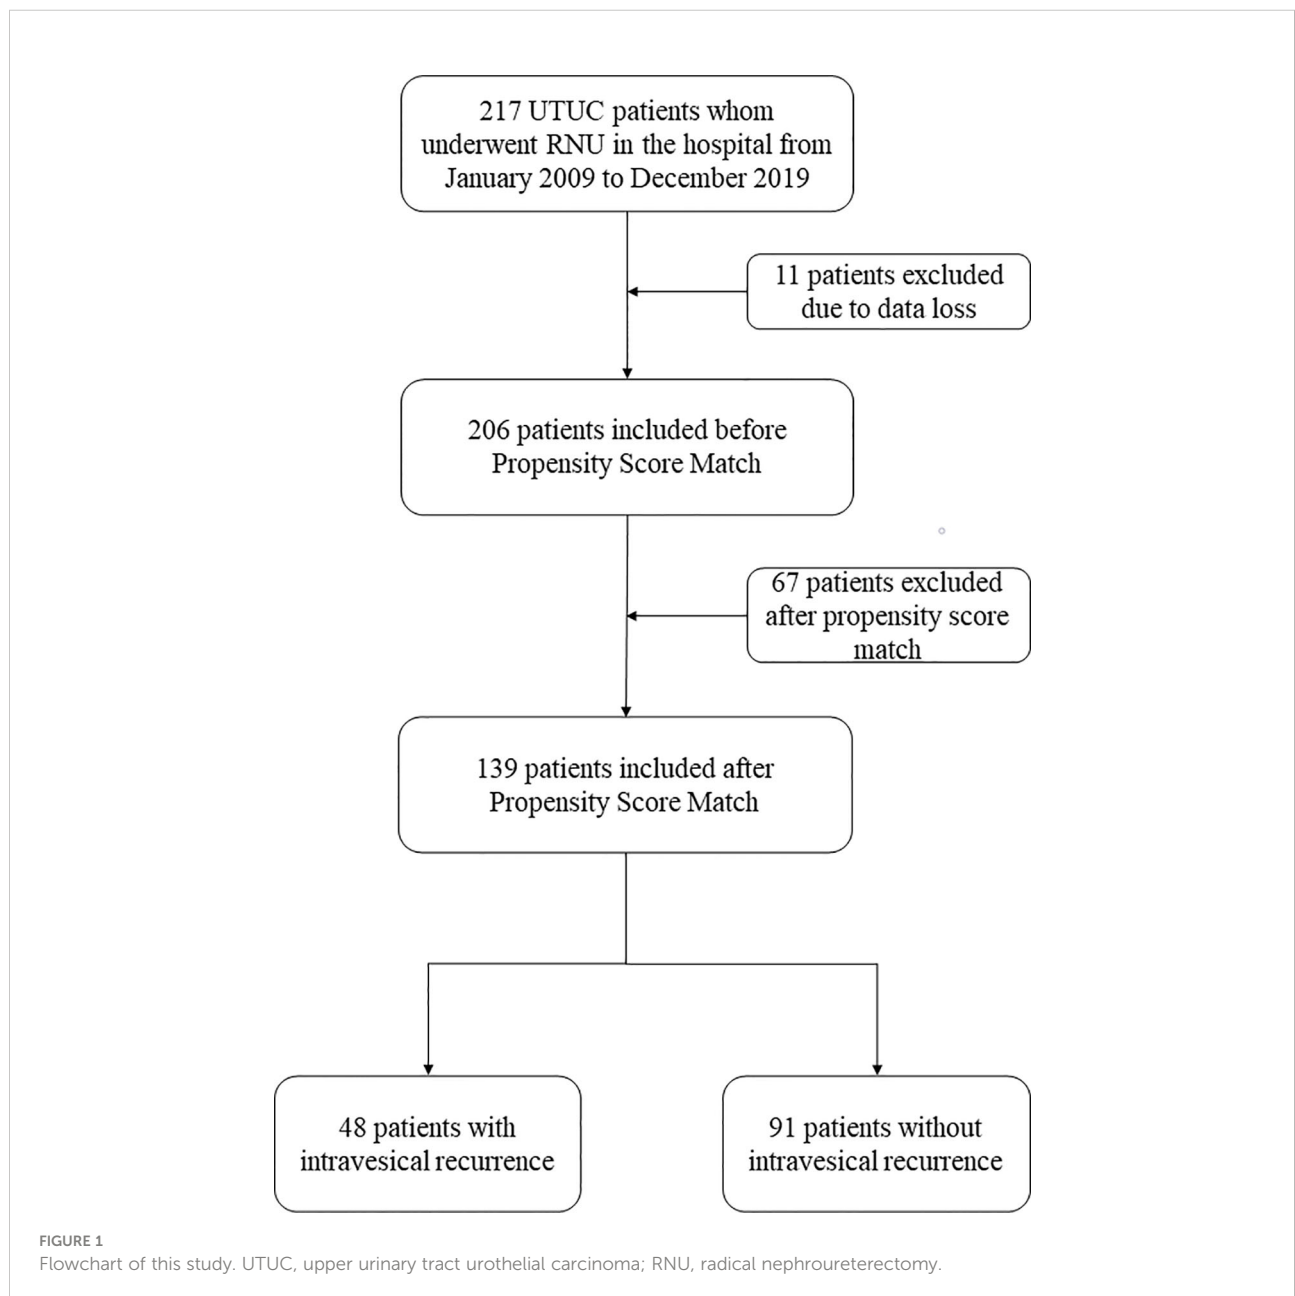 217 UTUC patients whom
underwent RNU in the hospital from
January 2009 to December 2019
11 patients excluded
due to data loss
206 patients included before
Propensity Score Match
67 patients excluded
after propensity score
match
139 patients included after
Propensity Score Match
48 patients with
intravesical recurrence
91 patients without
intravesical recurrence
FIGURE 1
Flowchart of this study. UTUC, upper urinary tract urothelial carcinoma; RNU, radical nephroureterectomy.